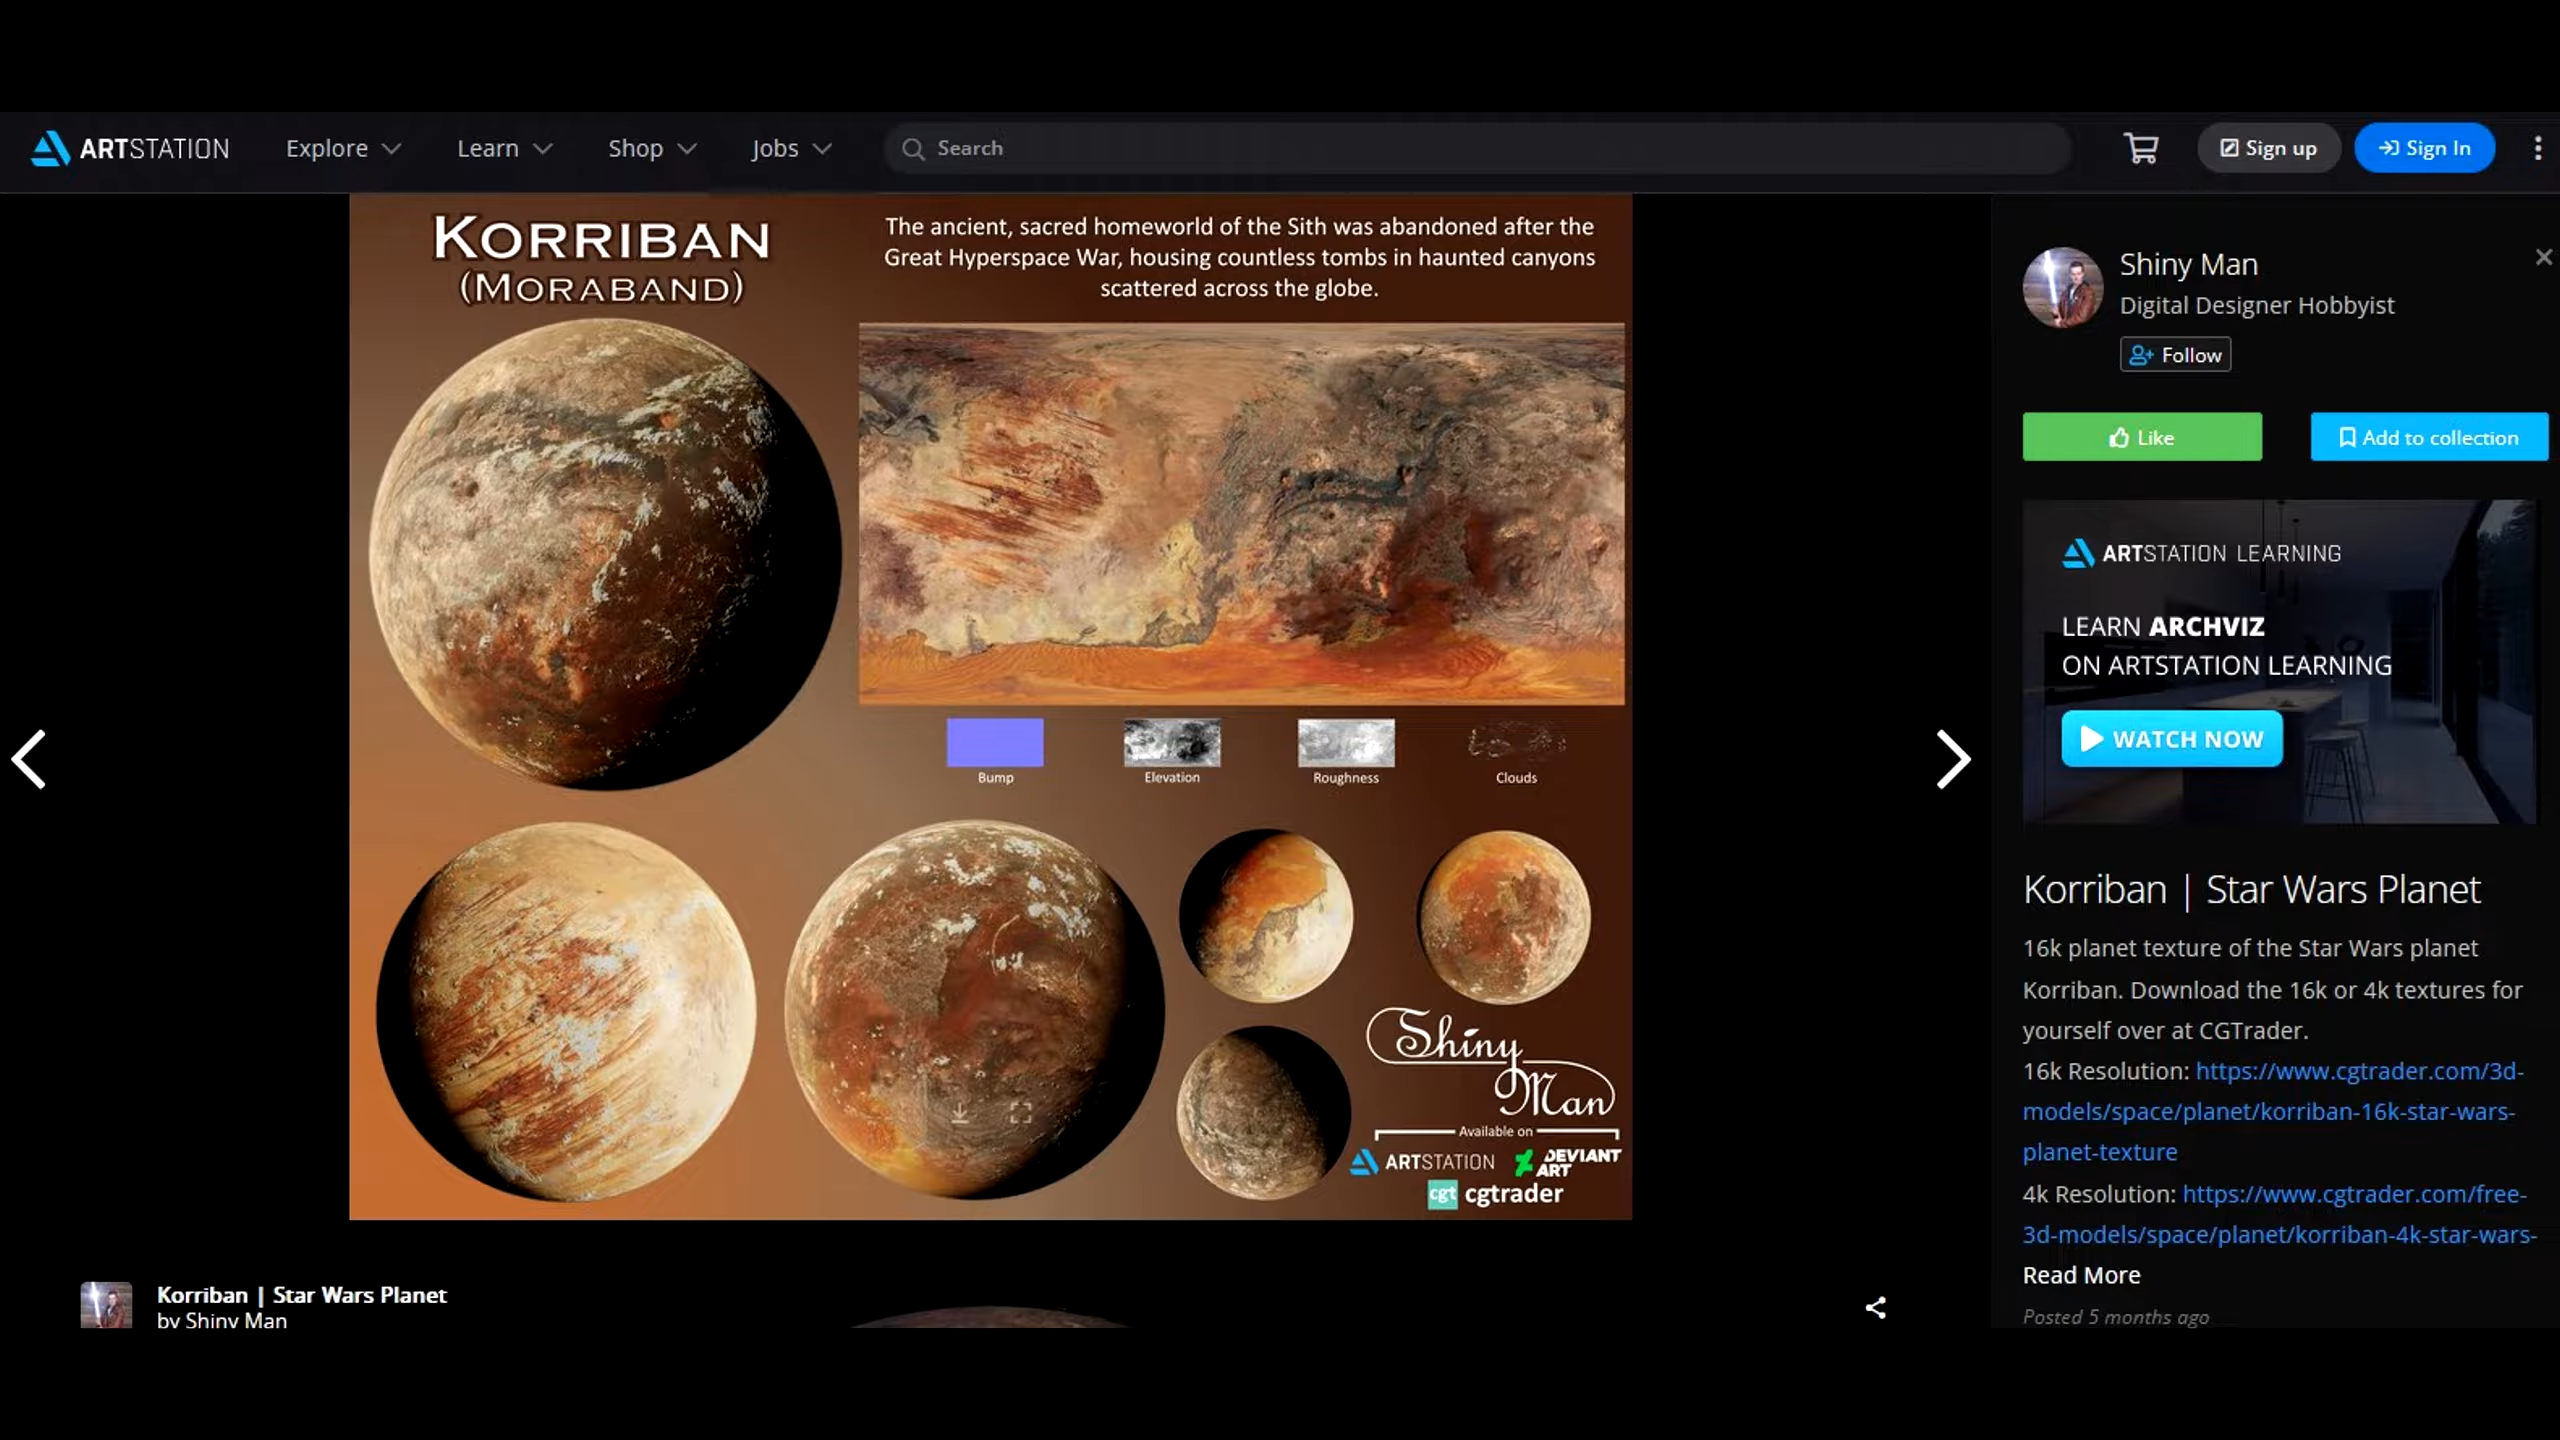 ARTSTATION
Explore
Learn
Shop
Jobs
Search
Sign up
Sign In
KORRIBAN
(MORABAND)
The ancient, sacred homeworld of the Sith was abandoned after the
Great Hyperspace War, housing countless tombs in haunted canyons
scattered across the globe.
Bump
Elevation
Roughness
Clouds
Shiny
Man
Available on
ARTSTATION
DEVIANT
ART
cgt cgtrader
Korriban | Star Wars Planet
by Shiny Man
Shiny Man
Digital Designer Hobbyist
Follow
Like
Add to collection
ARTSTATION LEARNING
LEARN ARCHVIZ
ON ARTSTATION LEARNING
WATCH NOW
Korriban | Star Wars Planet
16k planet texture of the Star Wars planet
Korriban. Download the 16k or 4k textures for
yourself over at CGTrader.
16k Resolution: https://www.cgtrader.com/3d-
models/space/planet/korriban-16k-star-wars-
planet-texture
4k Resolution: https://www.cgtrader.com/free-
3d-models/space/planet/korriban-4k-star-wars-
Read More
Posted 5 months ago